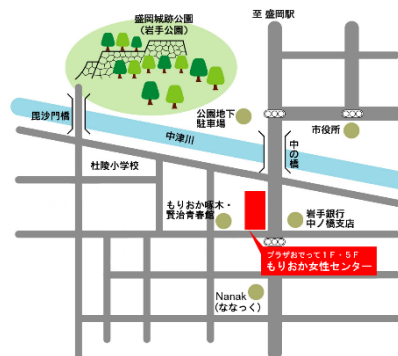 至 盛岡駅
盛岡城跡公園
(岩手公園)
公園地下
駐車場
市役所
毘沙門橋
中津川
中の橋
杜陵小学校
もりおか啄木・
賢治青春館
岩手銀行
中ノ橋支店
プラザおでって1F・5F
もりおか女性センター
Nanak
(ななっく)